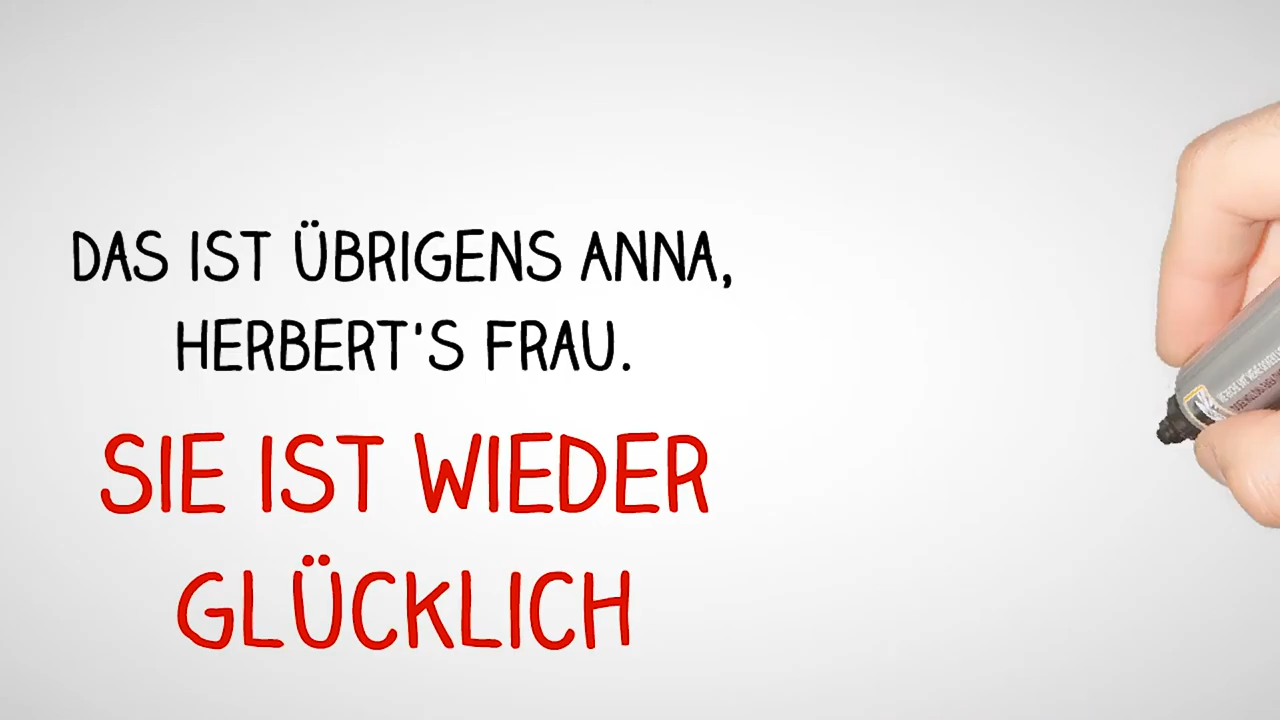 DAS IST ÜBRIGENS ANNA,
HERBERT'S FRAU.
SIE IST WIEDER
GLÜCKLICH